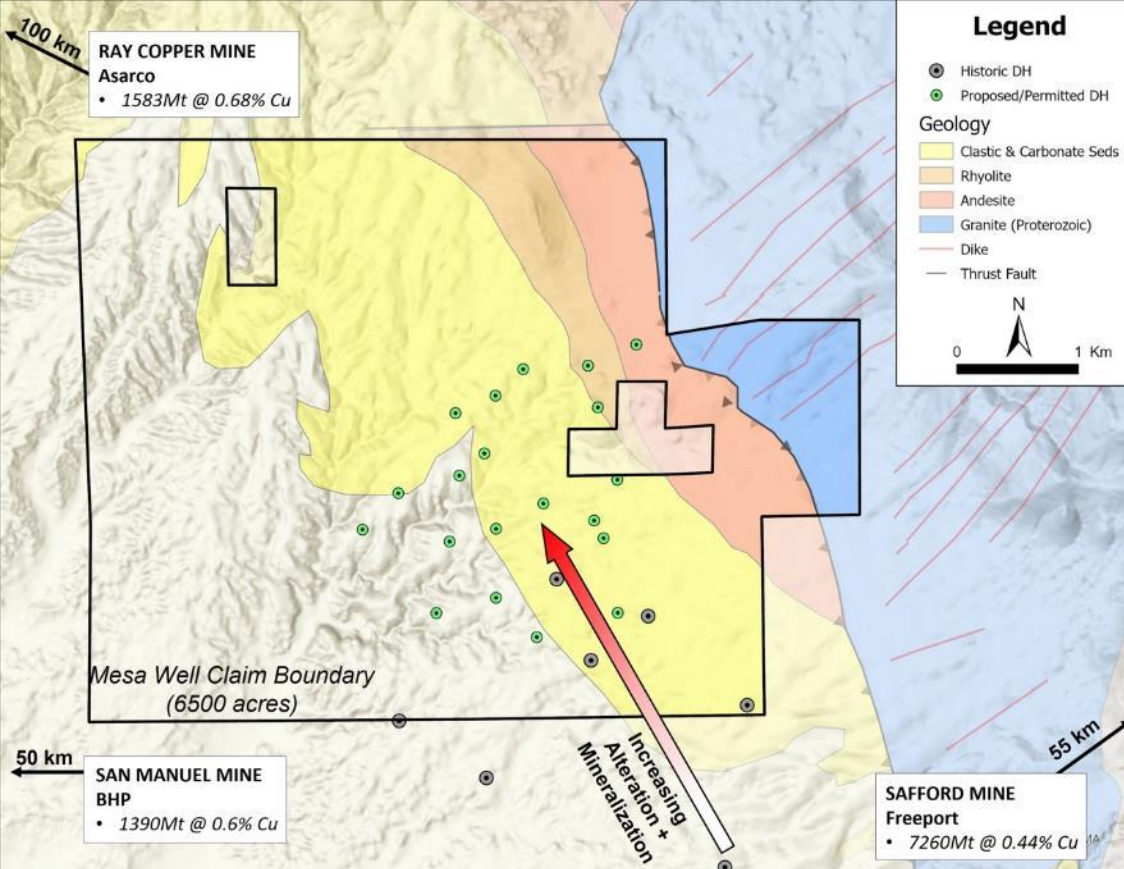 100 km
RAY COPPER MINE
Asarco
• 1583Mt @ 0.68% Cu
Legend
Historic DH
Proposed/Permitted DH
Geology
Clastic & Carbonate Seds
Rhyolite
Andesite
Granite (Proterozoic)
Dike
Thrust Fault
N
0 1 Km
Mesa Well Claim Boundary
(6500 acres)
50 km
SAN MANUEL MINE
BHP
• 1390Mt @ 0.6% Cu
Increasing
Alteration +
Mineralization
55 km
SAFFORD MINE
Freeport
• 7260Mt @ 0.44% Cu